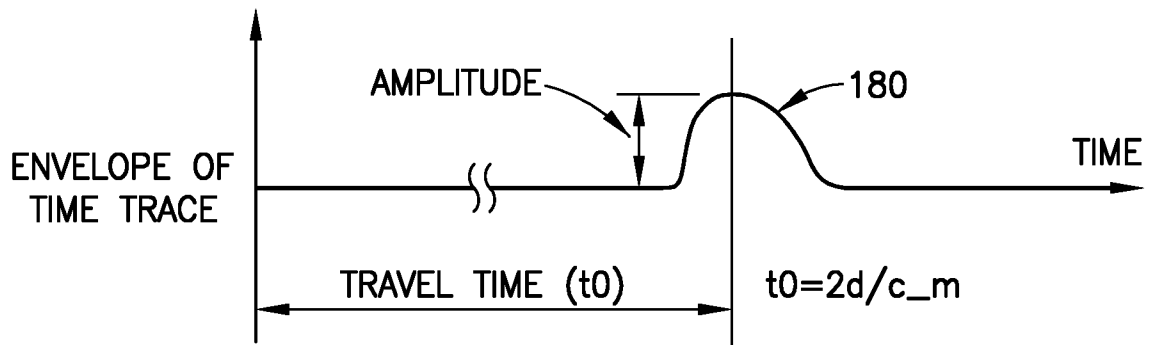 AMPLITUDE
180
ENVELOPE OF
TIME TRACE
TIME
TRAVEL TIME (t0)
t0=2d/c_m